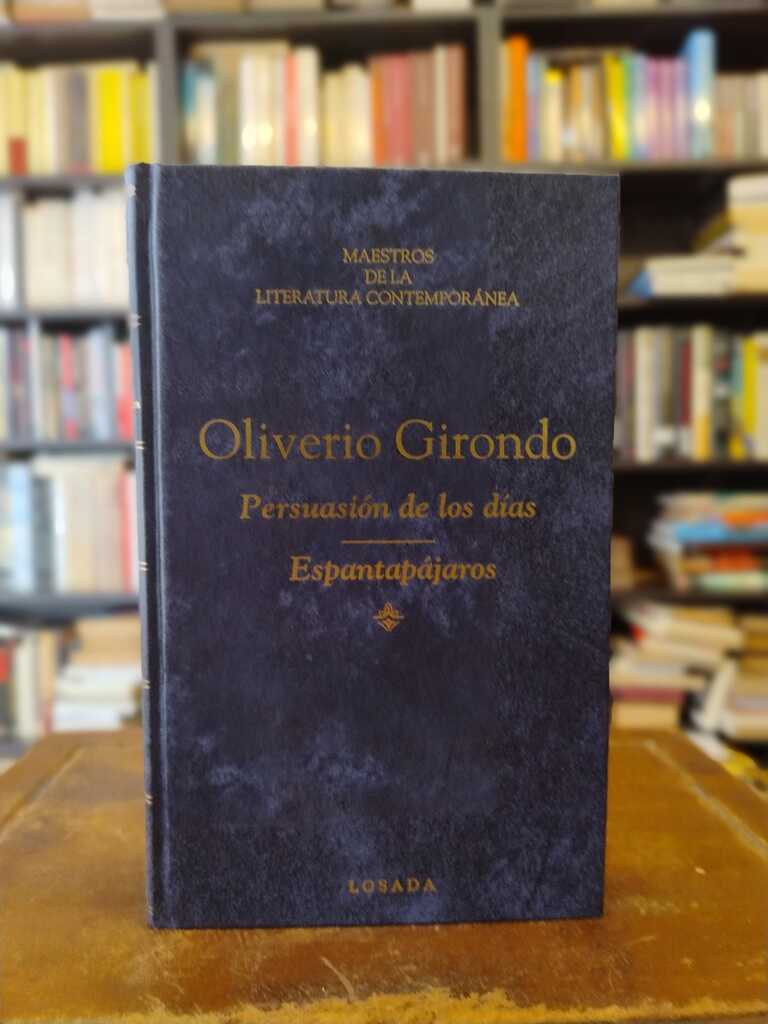 MAESTROS
DE LA
LITERATURA CONTEMPORÁNEA
Oliverio Girondo
Persuasión de los días
Espantapájaros
LOSADA